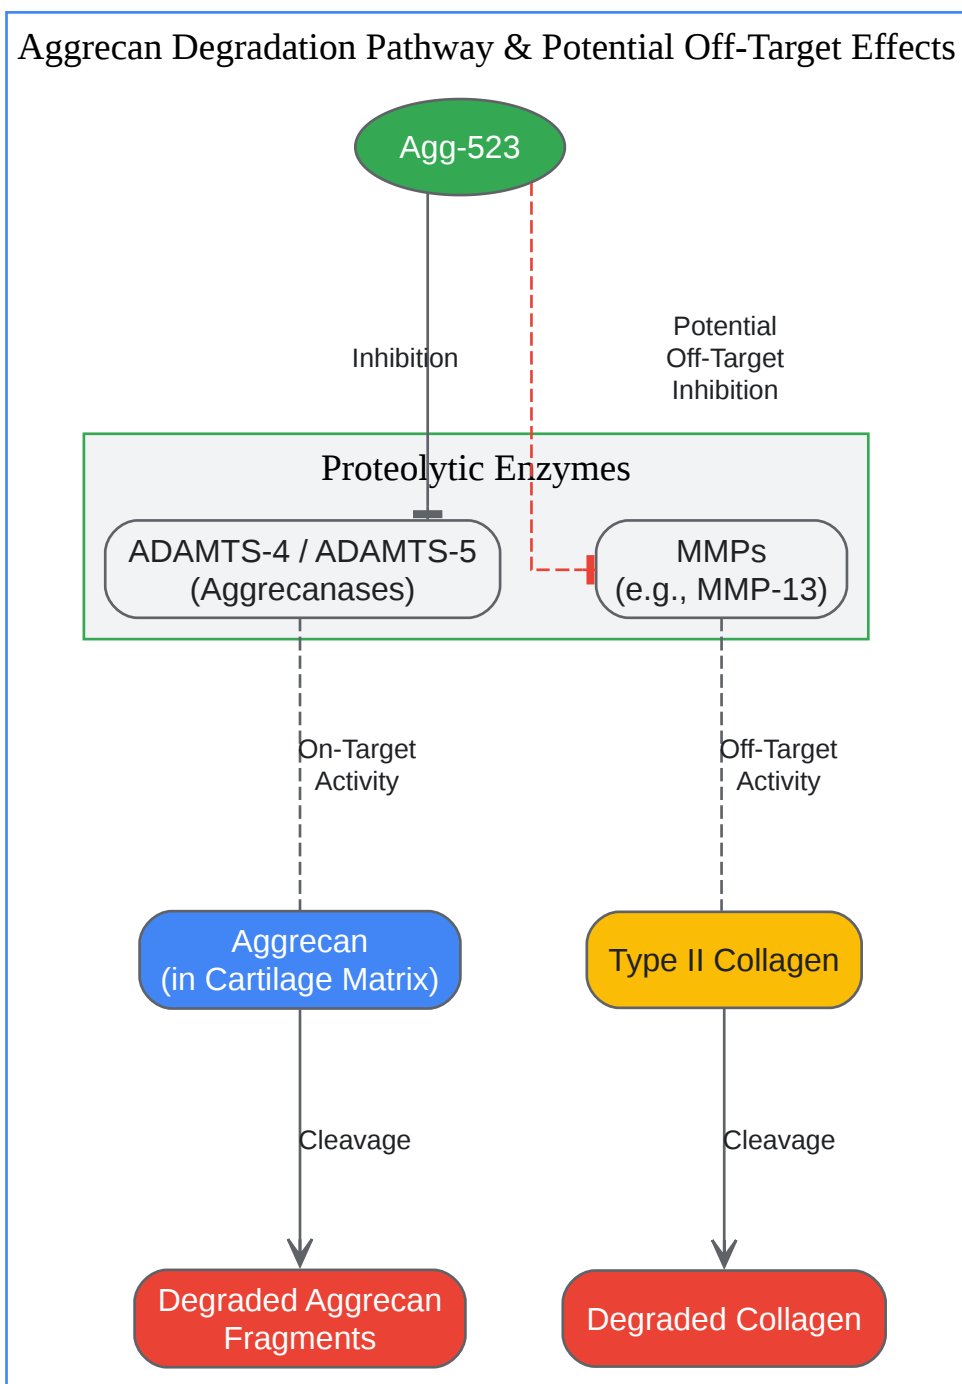 Aggrecan Degradation Pathway & Potential Off-Target Effects
Agg-523
Inhibition
Potential
Off-Target
Inhibition
Proteolytic Enzymes
ADAMTS-4 / ADAMTS-5
(Aggrecanases)
MMPs
(e.g., MMP-13)
On-Target
Activity
Off-Target
Activity
Aggrecan
(in Cartilage Matrix)
Type II Collagen
Cleavage
Cleavage
Degraded Aggrecan
Fragments
Degraded Collagen